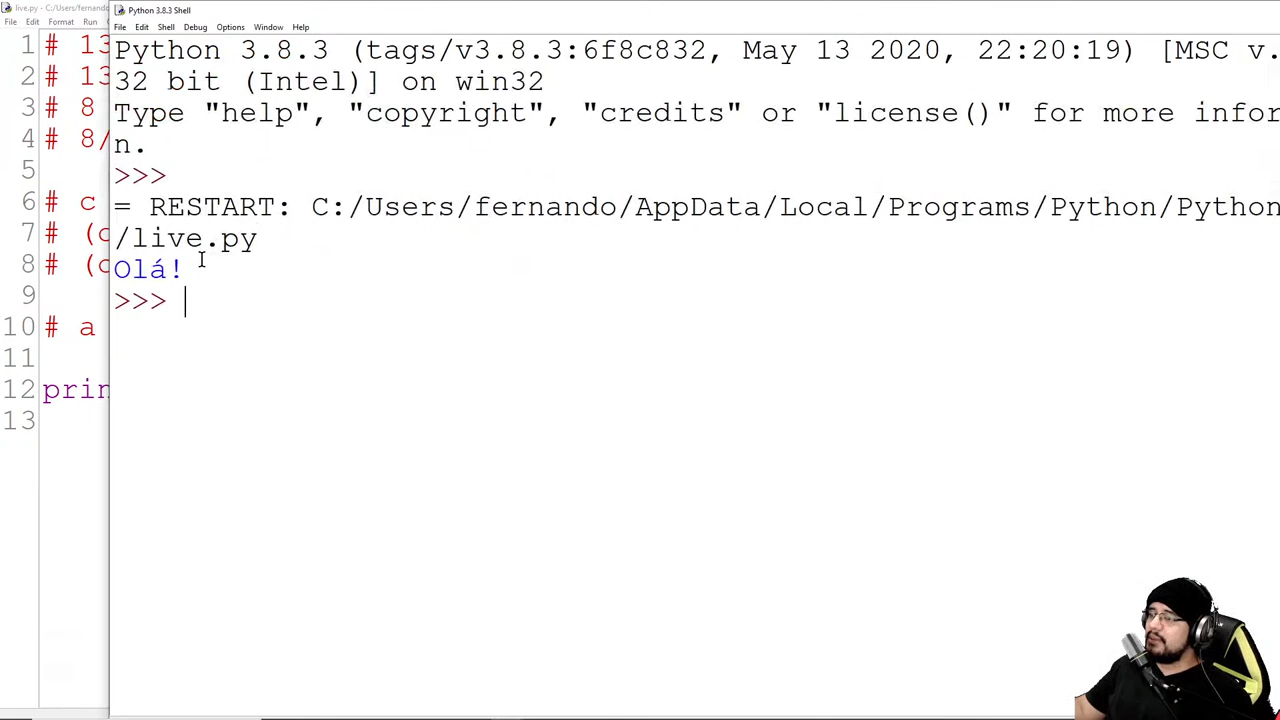 live.py - C:/Users/fernando
File Edit Format Run
1 # 13
2 # 13
3 # 8
4 # 8/
5
6 # c
7 # (c
8 # (c
9
10 # a
11
12 prin
13
Python 3.8.3 Shell
File Edit Shell Debug Options Window Help
Python 3.8.3 (tags/v3.8.3:6f8c832, May 13 2020, 22:20:19) [MSC v.
32 bit (Intel)] on win32
Type "help", "copyright", "credits" or "license()" for more infor
n.
>>>
= RESTART: C:/Users/fernando/AppData/Local/Programs/Python/Python
/live.py
Olá!
>>>